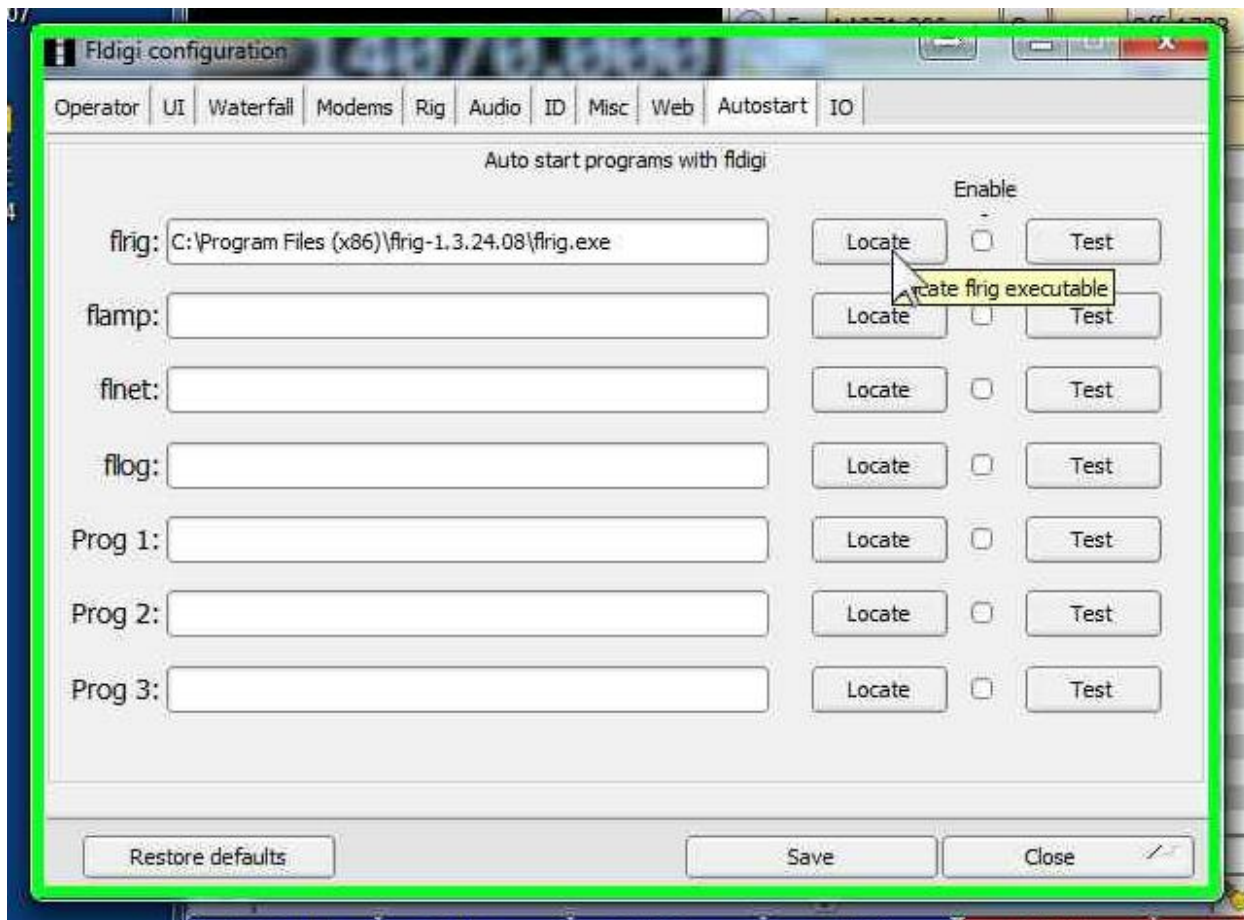 07
Fldigi configuration
Operator UI Waterfall Modems Rig Audio ID Misc Web Autostart IO
Auto start programs with fldigi
Enable
flrig: C:\Program Files (x86)\flrig-1.3.24.08\flrig.exe Locate Test
cate flrig executable
flamp: Locate Test
flnet: Locate Test
fllog: Locate Test
Prog 1: Locate Test
Prog 2: Locate Test
Prog 3: Locate Test
Restore defaults Save Close